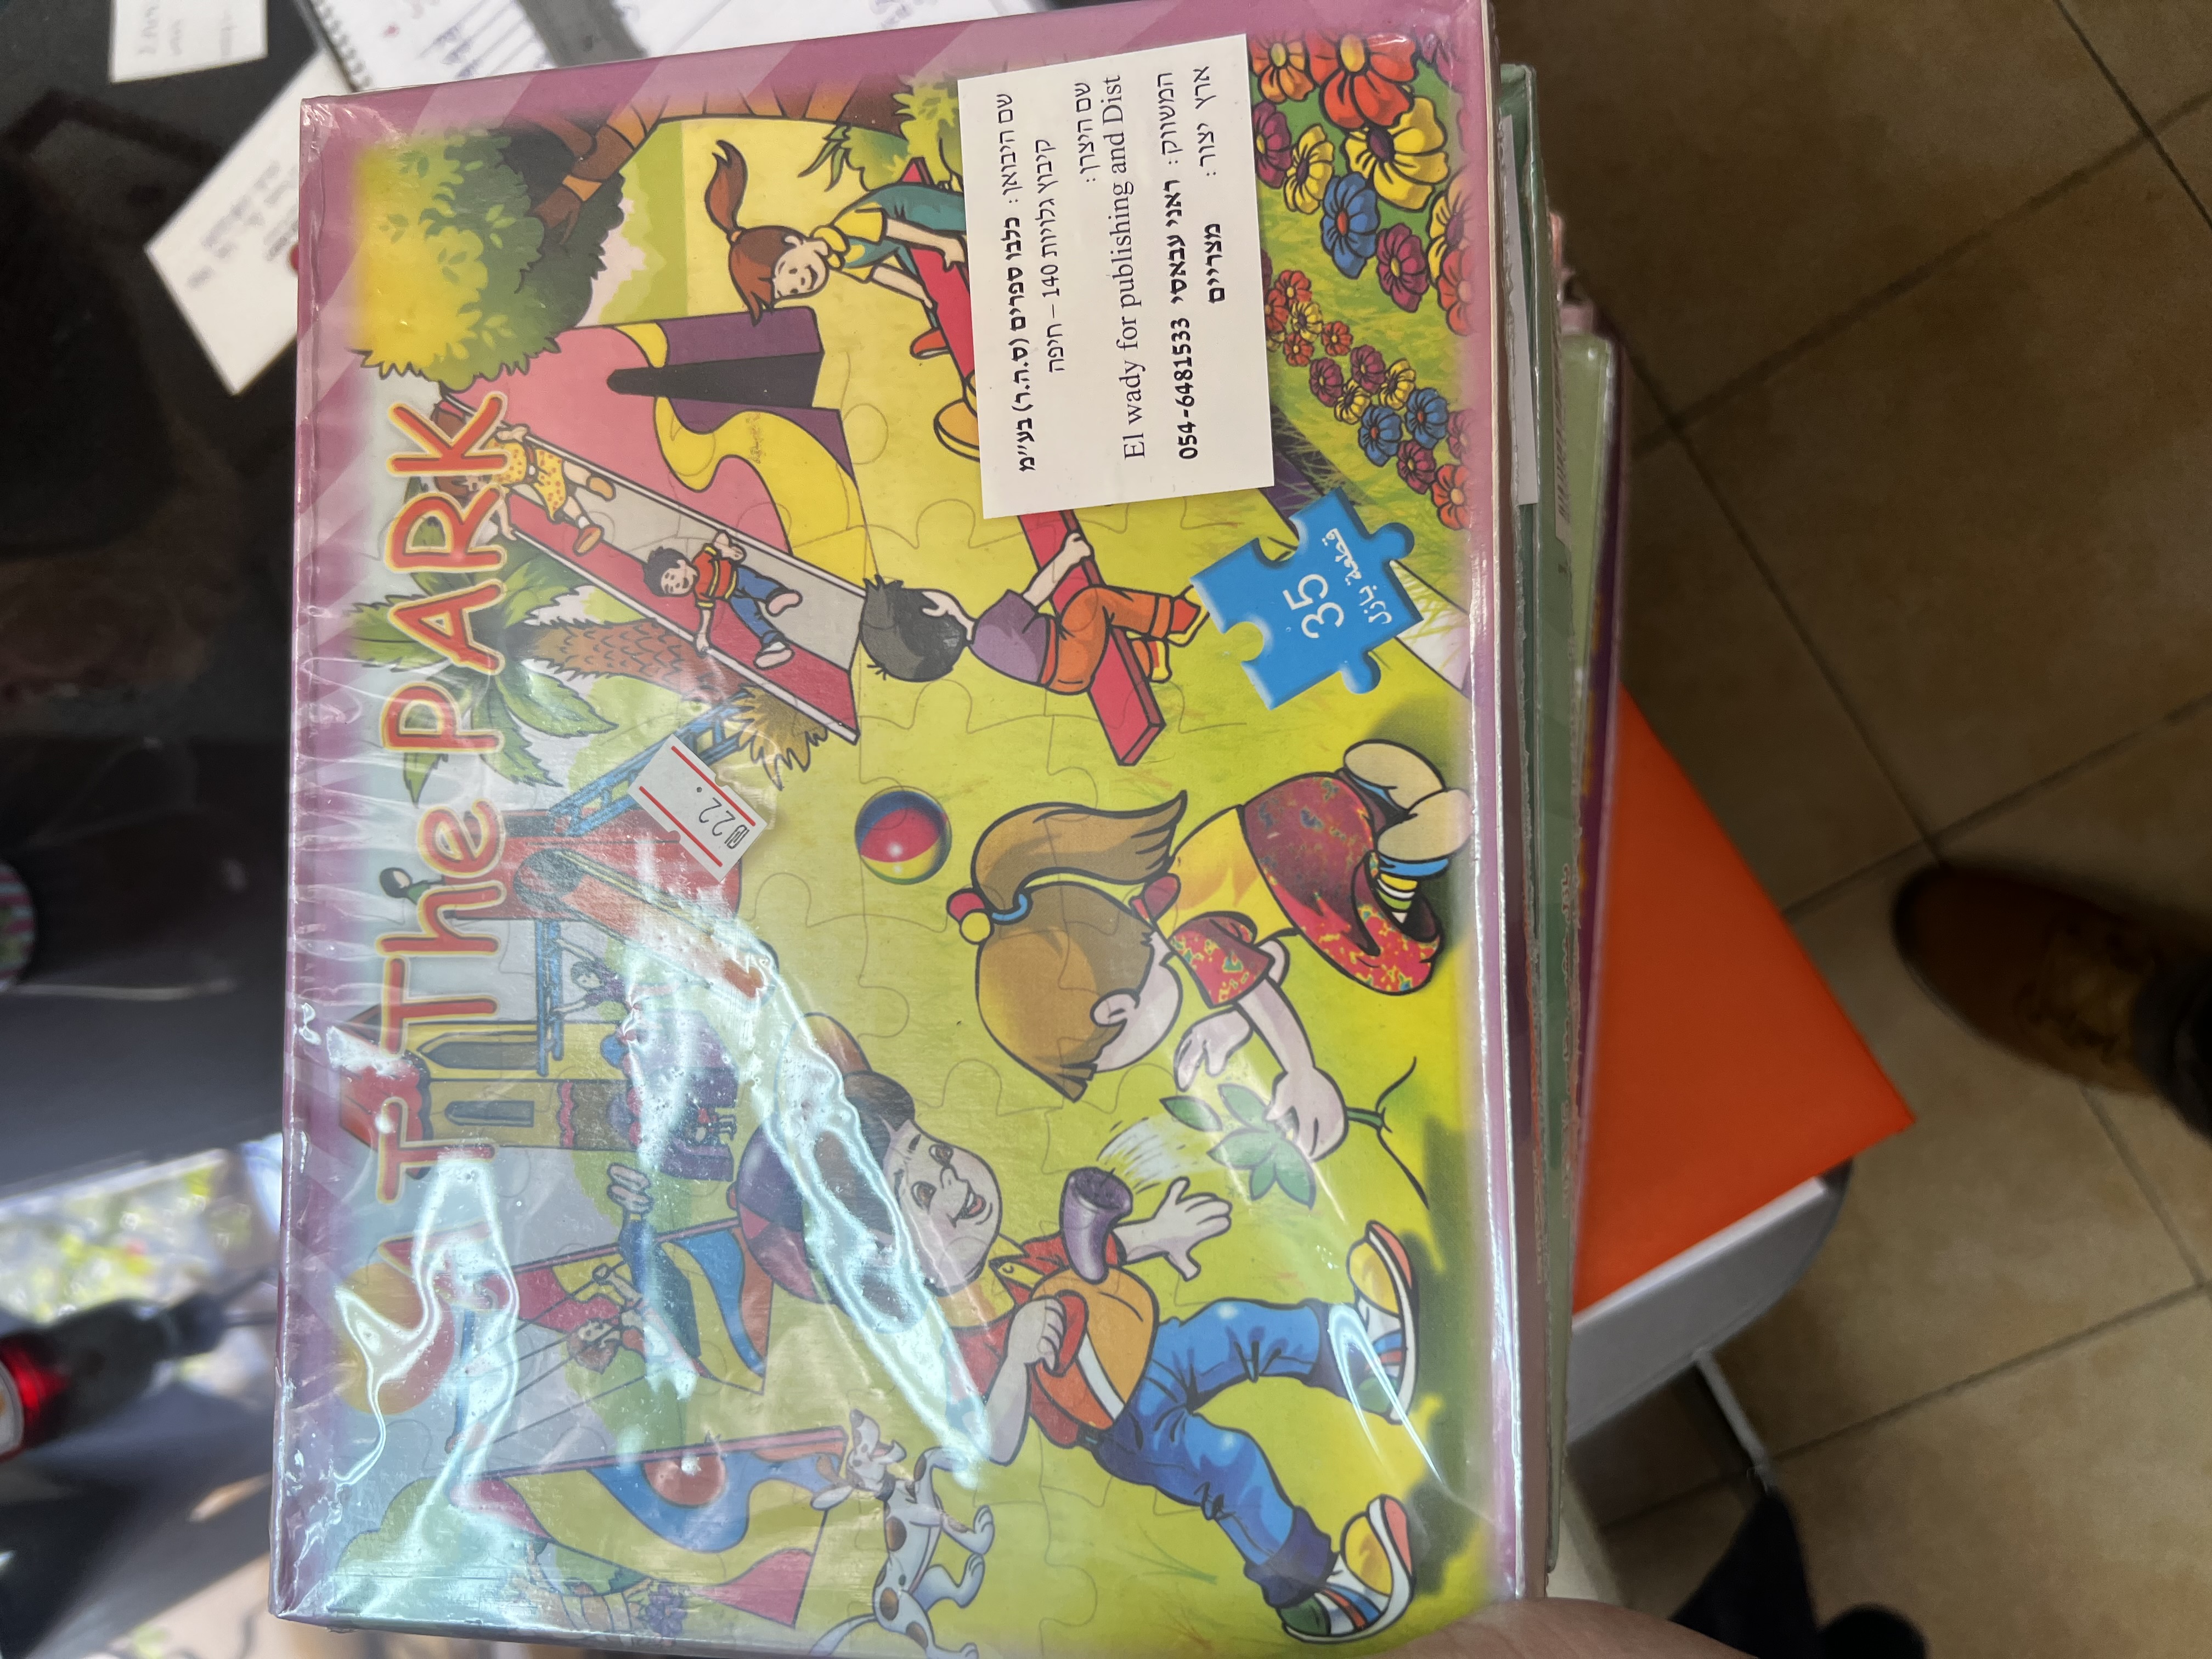 The PARK
₪22.
שם היבואן: כלבו ספרים (ס.ה.ר) בע״מ
קיבוץ גלויות 140 – חיפה
שם היצרן:
El wady for publishing and Dist
המשווק: ראני עבאסי 054-6481533
ארץ יצור: מצריים
35
قطعة بازل